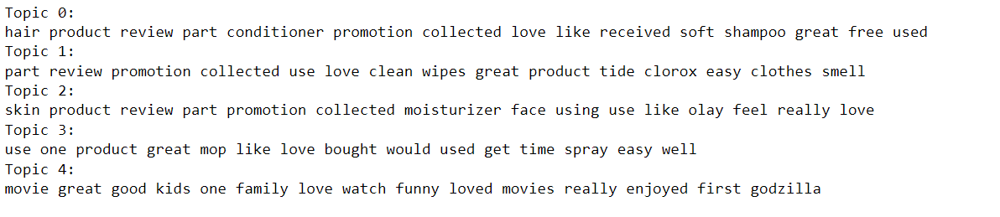 Topic 0:
hair product review part conditioner promotion collected love like received soft shampoo great free used
Topic 1:
part review promotion collected use love clean wipes great product tide clorox easy clothes smell
Topic 2:
skin product review part promotion collected moisturizer face using use like olay feel really love
Topic 3:
use one product great mop like love bought would used get time spray easy well
Topic 4:
movie great good kids one family love watch funny loved movies really enjoyed first godzilla